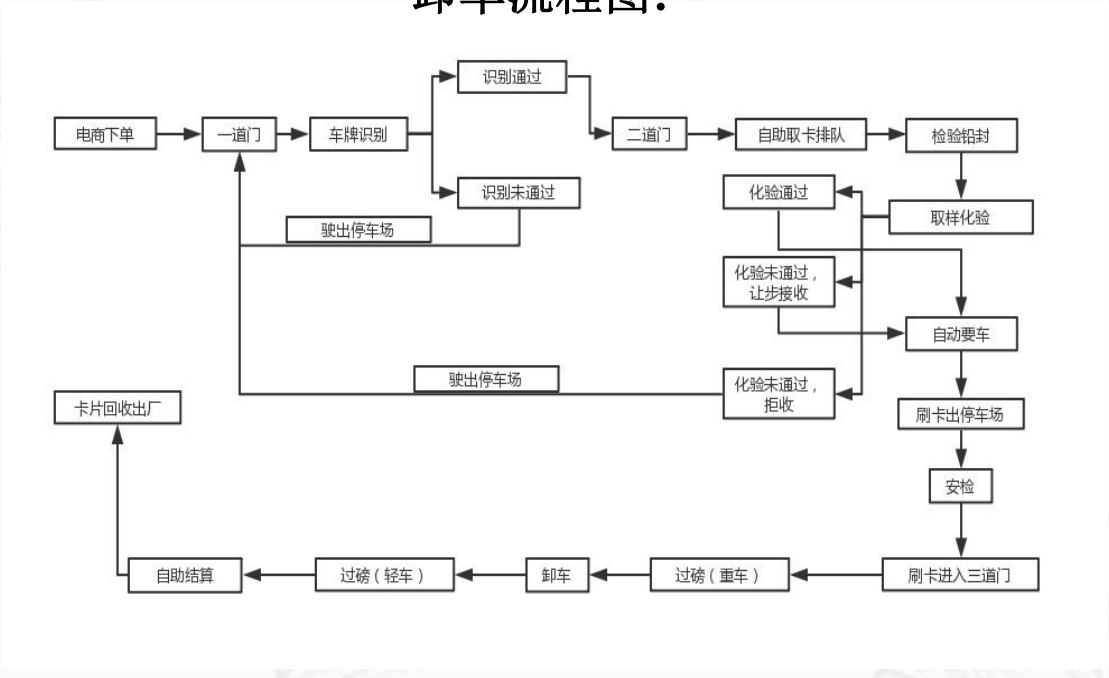 卸车流程图:
识别通过
电商下单
一道门
车牌识别
二道门
自助取卡排队
检验铅封
识别未通过
化验通过
取样化验
驶出停车场
化验未通过，
让步接收
自动要车
驶出停车场
化验未通过，
拒收
卡片回收出厂
刷卡出停车场
安检
自助结算
过磅（轻车）
卸车
过磅（重车）
刷卡进入三道门